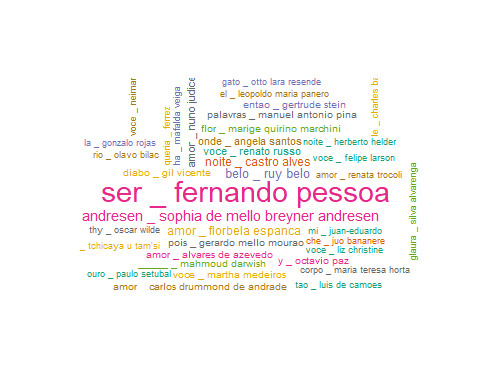 gato _ otto lara resende
el _ leopoldo maria panero
entao _ gertrude stein
palavras _ manuel antonio pina
flor _ marige quirino marchini
la _ gonzalo rojas
onde _ angela santos
noite _ herberto helder
rio _ olavo bilac
voce _ renato russo
noite _ castro alves
voce _ felipe larson
diabo _ gil vicente
belo _ ruy belo
amor _ renata trocoli
ser _ fernando pessoa
andresen _ sophia de mello breyner andresen
thy _ oscar wilde
amor _ florbela espanca
mi _ juan-eduardo
_ tchicaya u tam'si
pois _ gerardo mello mourao
che _ juo bananere
voce _ liz christine
amor _ alvares de azevedo
_ mahmoud darwish
y _ octavio paz
ouro _ paulo setubal
voce _ martha medeiros
corpo _ maria teresa horta
amor
carlos drummond de andrade
tao _ luis de camoes
voce _ neimar
queria _ ferrez
ha _ mafalda veiga
amor _ nuno judice
le _ charles ba
glaura _ silva alvarenga